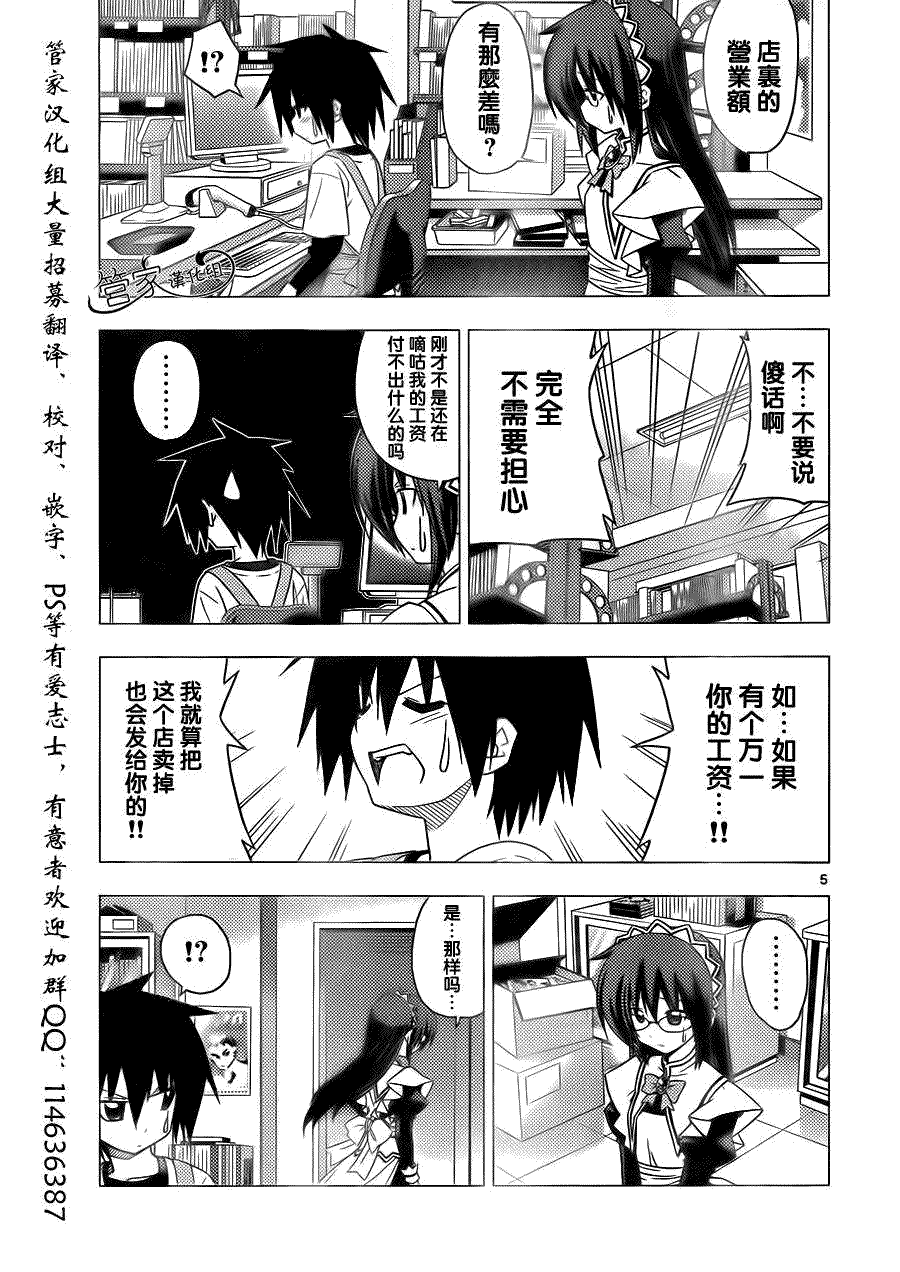 店裏的
營業額
有那麼差嗎?
!?
管家
漢化組
不…不要说
傻话啊
完全
不需要担心
刚才不是还在
嘀咕我的工资
付不出什么的吗
………
如…如果
有个万一
你的工资…!!
我就算把
这个店卖掉
也会发给你的!!
5
………
是…那样吗…
!?
管家汉化组大量招募翻译、校对、嵌字、PS等有爱志士,有意者欢迎加群QQ:114636387